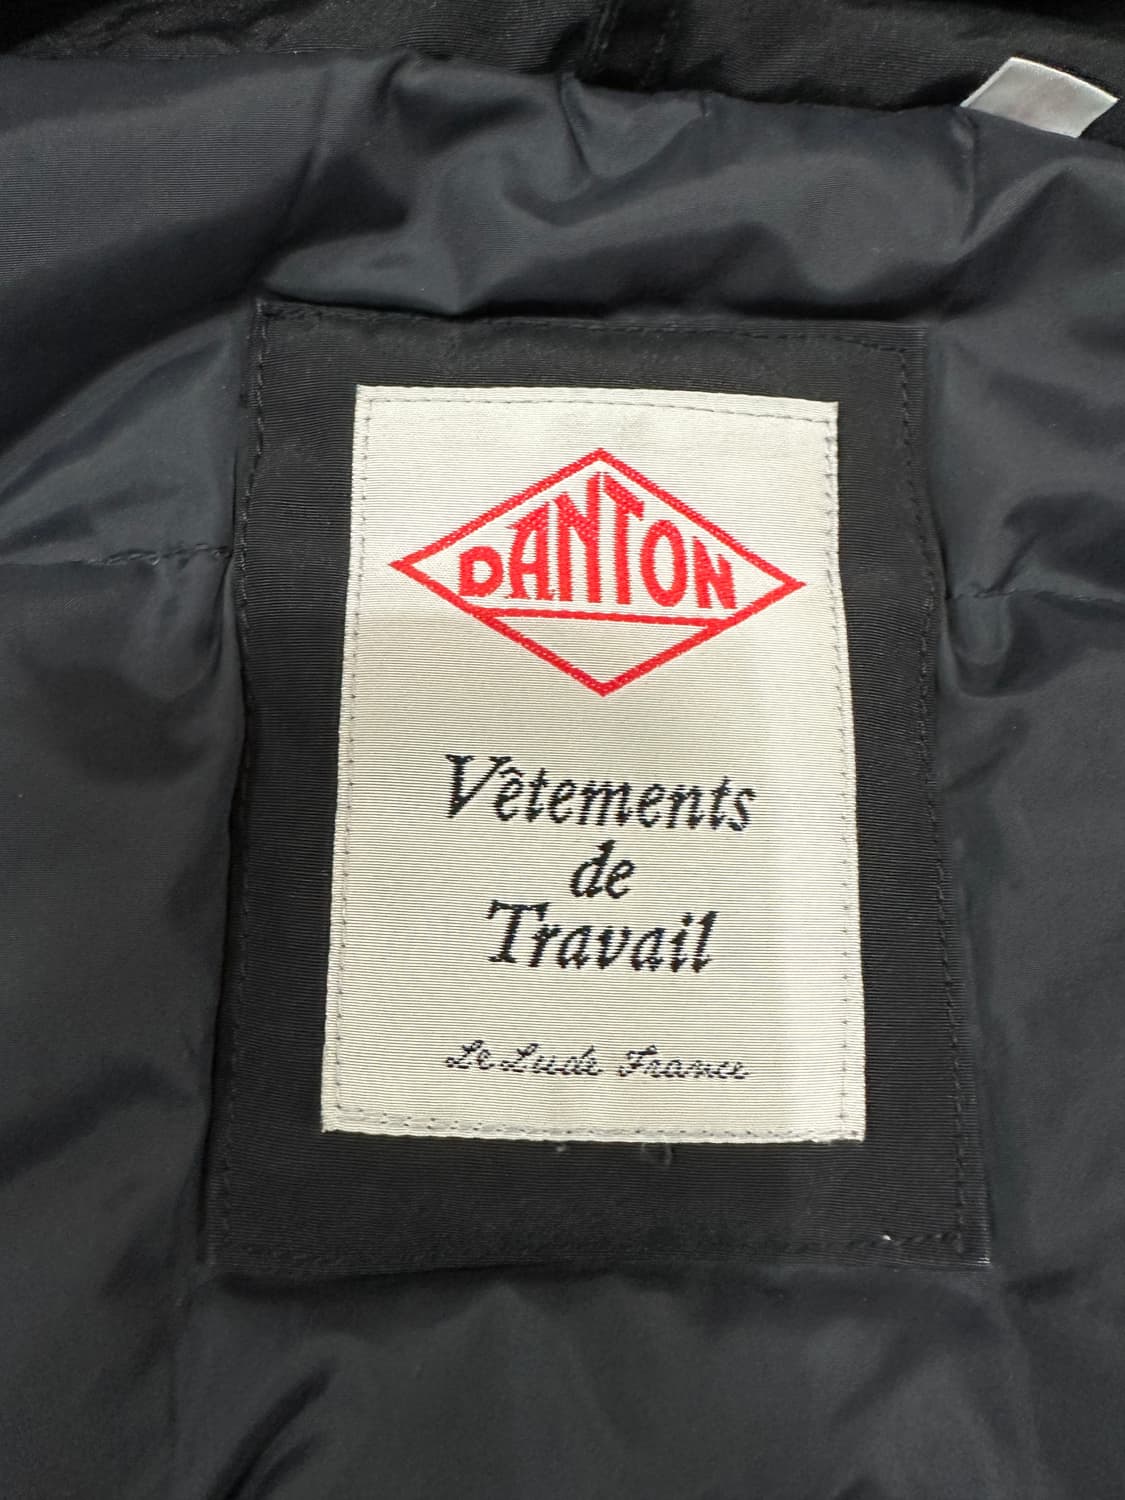 DANTON
Vêtements
de
Travail
Le Lude France